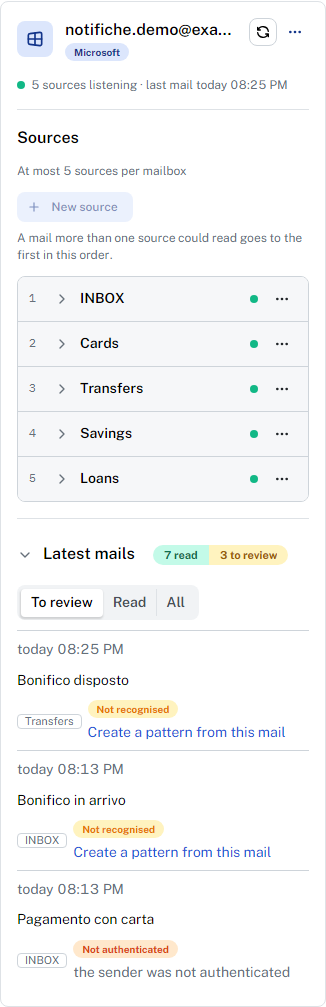 notifiche.demo@exa...
Microsoft
5 sources listening · last mail today 08:25 PM
Sources
At most 5 sources per mailbox
+ New source
A mail more than one source could read goes to the
first in this order.
1 INBOX
2 Cards
3 Transfers
4 Savings
5 Loans
Latest mails 7 read 3 to review
To review Read All
today 08:25 PM
Bonifico disposto
Transfers Not recognised
Create a pattern from this mail
today 08:13 PM
Bonifico in arrivo
INBOX Not recognised
Create a pattern from this mail
today 08:13 PM
Pagamento con carta
INBOX Not authenticated
the sender was not authenticated